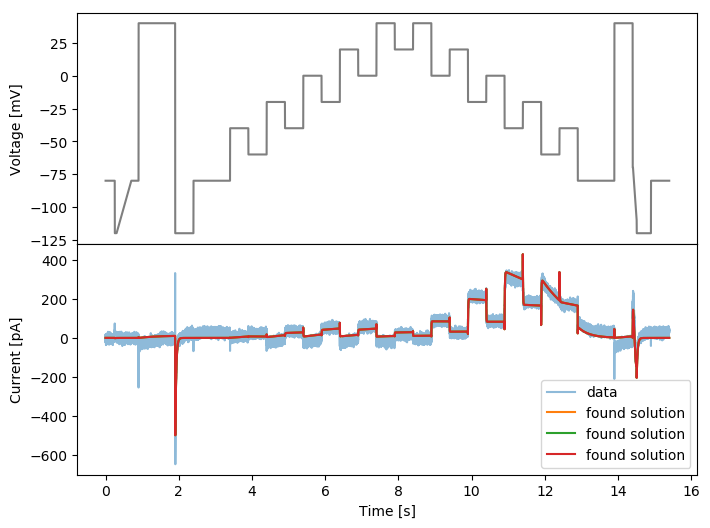 25
0
−25
−50
−75
−100
−125
Voltage [mV]
400
200
0
−200
−400
−600
Current [pA]
data
found solution
found solution
found solution
0 2 4 6 8 10 12 14 16
Time [s]